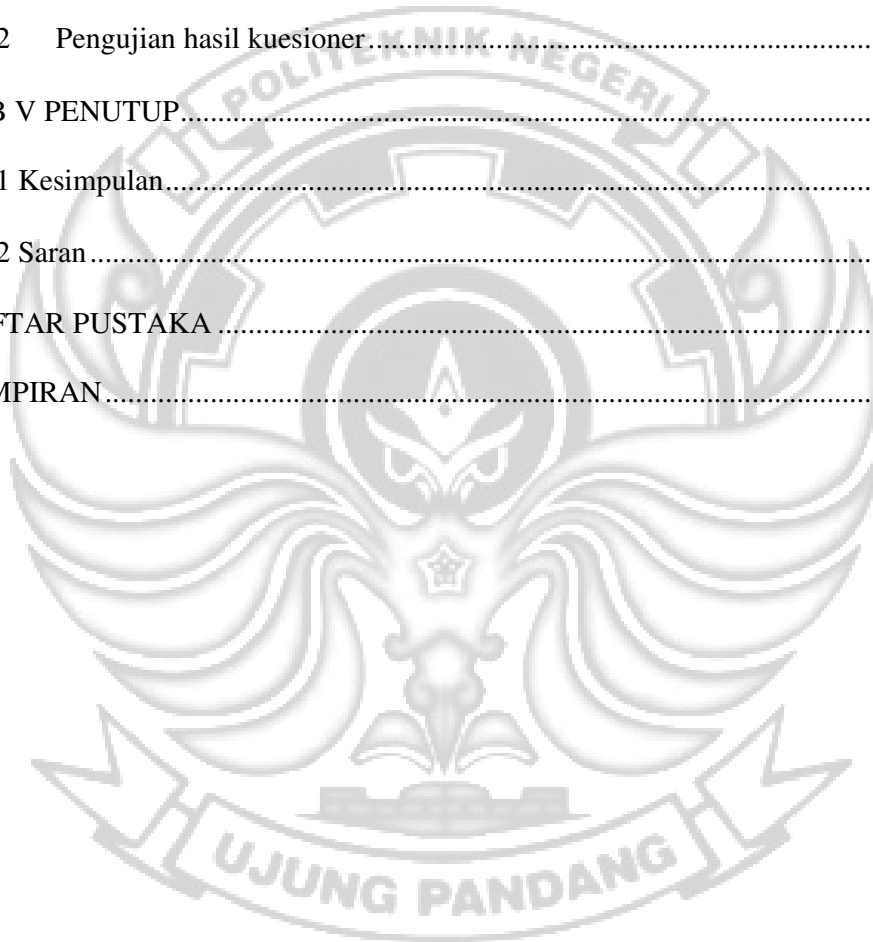 2 Pengujian hasil kuesioner........................................................................
B V PENUTUP.................................................................................................
1 Kesimpulan...................................................................................................
2 Saran............................................................................................................
FTAR PUSTAKA ............................................................................................
MPIRAN..........................................................................................................
POLITEKNIK NEGERI
UJUNG PANDANG